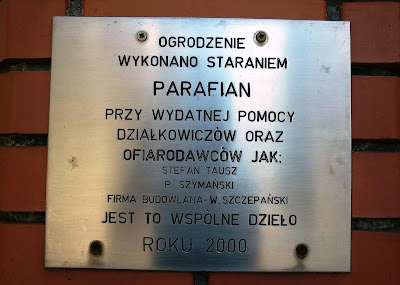 OGRODZENIE
WYKONANO STARANIEM
PARAFIAN
PRZY WYDATNEJ POMOCY
DZIAŁKOWICZÓW ORAZ
OFIARODAWCÓW JAK;
STEFAN TAUSZ
P. SZYMAŃSKI
FIRMA BUDOWLANA-W.SZCZEPAŃSKI
JEST TO WSPÓLNE DZIEŁO
ROKU 2000